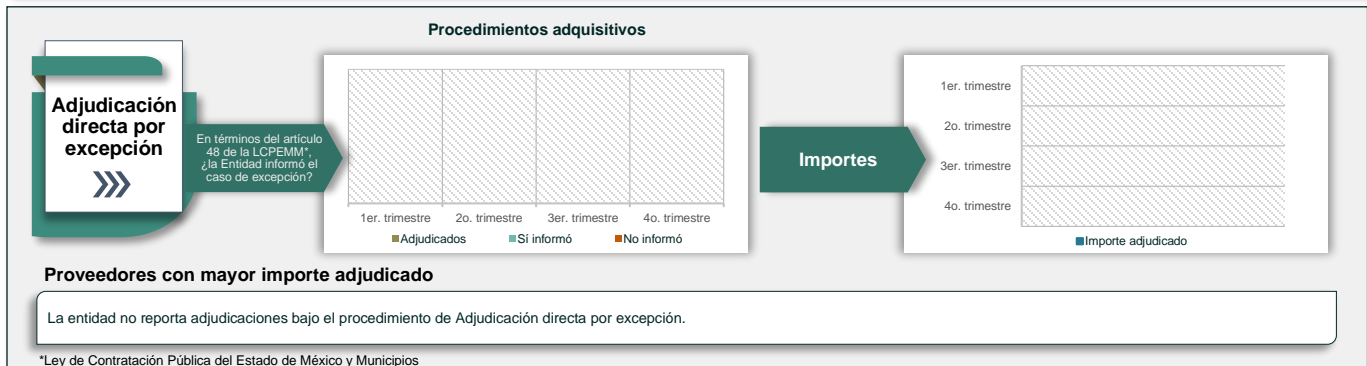 Procedimientos adquisitivos
Adjudicación
directa por
excepción
En términos del artículo
48 de la LCPEMM*,
¿la Entidad informó el
caso de excepción?
1er. trimestre
2o. trimestre
3er. trimestre
4o. trimestre
Adjudicados
Sí informó
No informó
Importes
1er. trimestre
2o. trimestre
3er. trimestre
4o. trimestre
Importe adjudicado
Proveedores con mayor importe adjudicado
La entidad no reporta adjudicaciones bajo el procedimiento de Adjudicación directa por excepción.
*Ley de Contratación Pública del Estado de México y Municipios